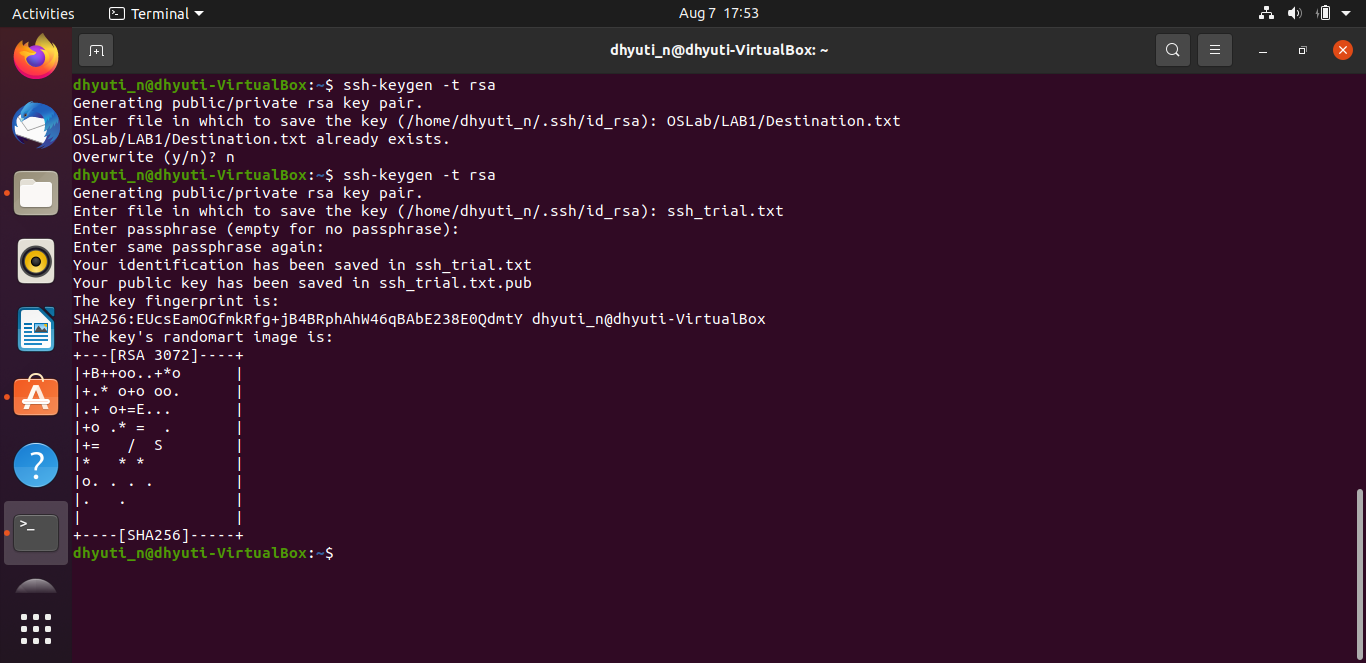 Activities
Terminal
Aug 7 17:53
dhyuti_n@dhyuti-VirtualBox: ~
dhyuti_n@dhyuti-VirtualBox:~$ ssh-keygen -t rsa
Generating public/private rsa key pair.
Enter file in which to save the key (/home/dhyuti_n/.ssh/id_rsa): OSLab/LAB1/Destination.txt
OSLab/LAB1/Destination.txt already exists.
Overwrite (y/n)? n
dhyuti_n@dhyuti-VirtualBox:~$ ssh-keygen -t rsa
Generating public/private rsa key pair.
Enter file in which to save the key (/home/dhyuti_n/.ssh/id_rsa): ssh_trial.txt
Enter passphrase (empty for no passphrase):
Enter same passphrase again:
Your identification has been saved in ssh_trial.txt
Your public key has been saved in ssh_trial.txt.pub
The key fingerprint is:
SHA256:EUcsEamOGfmkRfg+jB4BRphAhW46qBAbE238E0QdmtY dhyuti_n@dhyuti-VirtualBox
The key's randomart image is:
+---[RSA 3072]----+
|+B++oo..+*o      |
|+.* o+o oo.      |
|.+ o+=E...       |
|+o .* =  .       |
|+=   /  S        |
|*   * *          |
|o. . . .         |
|.   .            |
|                 |
+----[SHA256]-----+
dhyuti_n@dhyuti-VirtualBox:~$